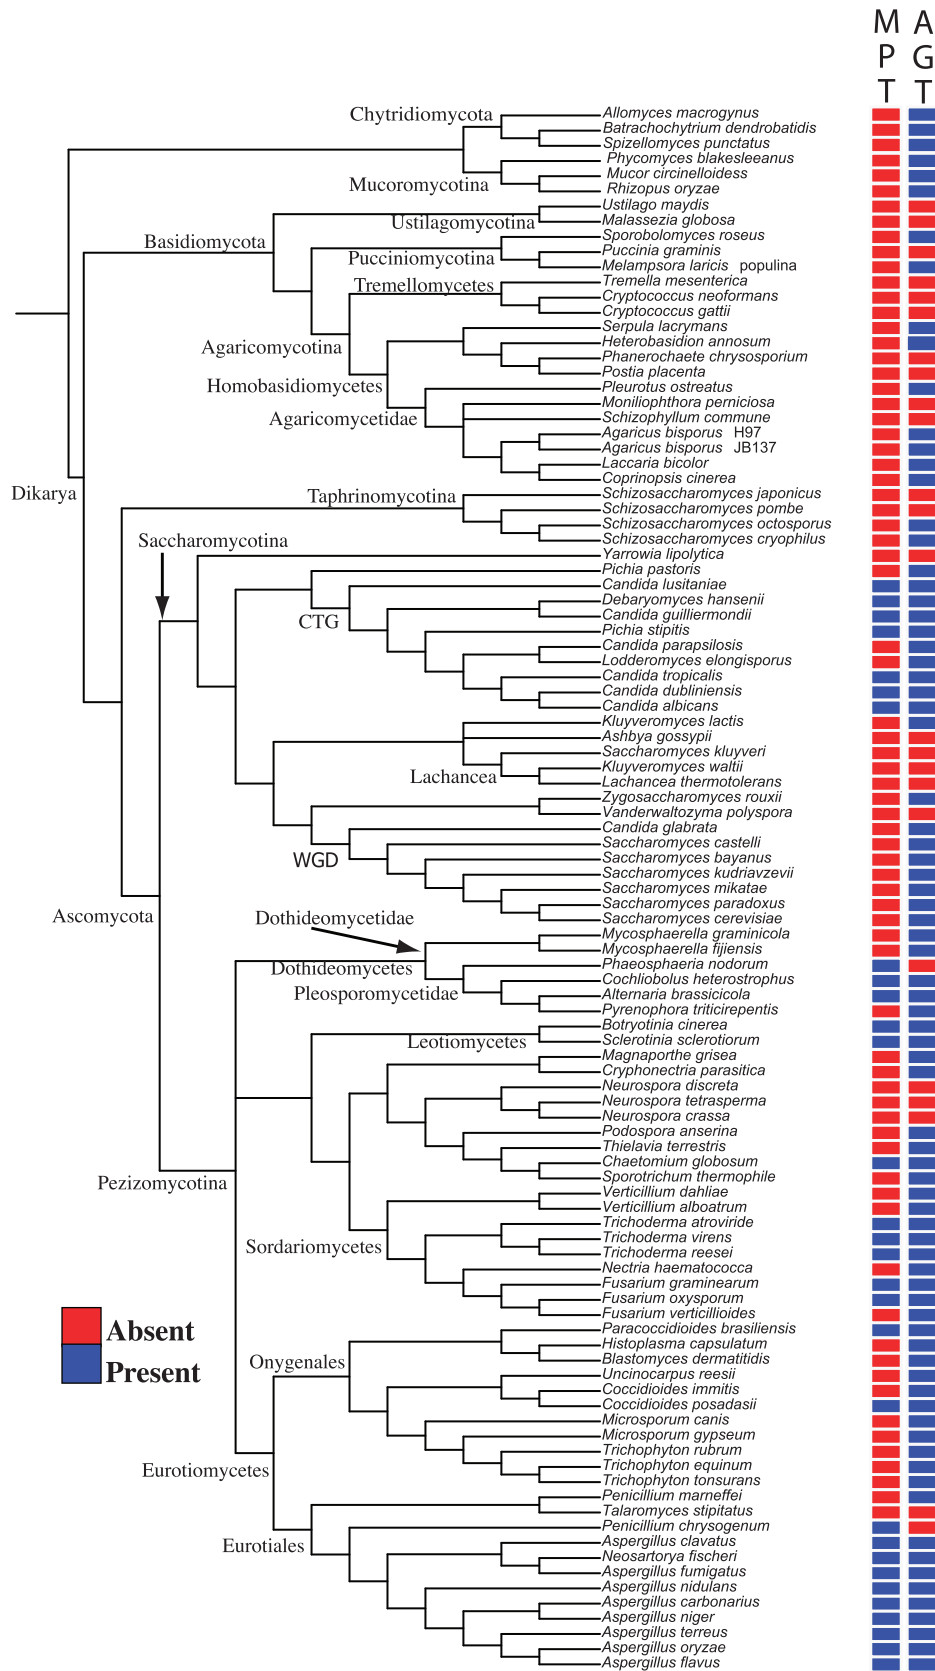 M A
P G
T T
Chytridiomycota
Allomyces macrogynus
Batrachochytrium dendrobatidis
Spizellomyces punctatus
Phycomyces blakesleeanus
Mucor circinelloidess
Mucoromycotina
Rhizopus oryzae
Ustilago maydis
Ustilagomycotina
Malassezia globosa
Basidiomycota
Sporobolomyces roseus
Puccinia graminis
Pucciniomycotina
Melampsora laricis populina
Tremella mesenterica
Tremellomycetes
Cryptococcus neoformans
Cryptococcus gattii
Serpula lacrymans
Agaricomycotina
Heterobasidion annosum
Phanerochaete chrysosporium
Postia placenta
Homobasidiomycetes
Pleurotus ostreatus
Moniliophthora perniciosa
Agaricomycetidae
Schizophyllum commune
Agaricus bisporus H97
Agaricus bisporus JB137
Laccaria bicolor
Coprinopsis cinerea
Dikarya
Taphrinomycotina
Schizosaccharomyces japonicus
Schizosaccharomyces pombe
Schizosaccharomyces octosporus
Saccharomycotina
Schizosaccharomyces cryophilus
Yarrowia lipolytica
Pichia pastoris
Candida lusitaniae
Debaryomyces hansenii
Candida guilliermondii
CTG
Pichia stipitis
Candida parapsilosis
Lodderomyces elongisporus
Candida tropicalis
Candida dubliniensis
Candida albicans
Kluyveromyces lactis
Ashbya gossypii
Saccharomyces kluyveri
Kluyveromyces waltii
Lachancea
Lachancea thermotolerans
Zygosaccharomyces rouxii
Vanderwaltozyma polyspora
Candida glabrata
Saccharomyces castelli
WGD
Saccharomyces bayanus
Saccharomyces kudriavzevii
Saccharomyces mikatae
Saccharomyces paradoxus
Ascomycota
Saccharomyces cerevisiae
Dothideomycetidae
Mycosphaerella graminicola
Mycosphaerella fijiensis
Dothideomycetes
Phaeosphaeria nodorum
Cochliobolus heterostrophus
Pleosporomycetidae
Alternaria brassicicola
Pyrenophora triticirepentis
Botryotinia cinerea
Leotiomycetes
Sclerotinia sclerotiorum
Magnaporthe grisea
Cryphonectria parasitica
Neurospora discreta
Neurospora tetrasperma
Neurospora crassa
Podospora anserina
Thielavia terrestris
Chaetomium globosum
Sporotrichum thermophile
Pezizomycotina
Verticillium dahliae
Verticillium alboatrum
Trichoderma atroviride
Trichoderma virens
Sordariomycetes
Trichoderma reesei
Nectria haematococca
Fusarium graminearum
Fusarium oxysporum
Fusarium verticillioides
Absent
Paracoccidioides brasiliensis
Histoplasma capsulatum
Onygenales
Blastomyces dermatitidis
Present
Uncinocarpus reesii
Coccidioides immitis
Coccidioides posadasii
Microsporum canis
Microsporum gypseum
Trichophyton rubrum
Trichophyton equinum
Eurotiomycetes
Trichophyton tonsurans
Penicillium marneffei
Talaromyces stipitatus
Penicillium chrysogenum
Eurotiales
Aspergillus clavatus
Neosartorya fischeri
Aspergillus fumigatus
Aspergillus nidulans
Aspergillus carbonarius
Aspergillus niger
Aspergillus terreus
Aspergillus oryzae
Aspergillus flavus